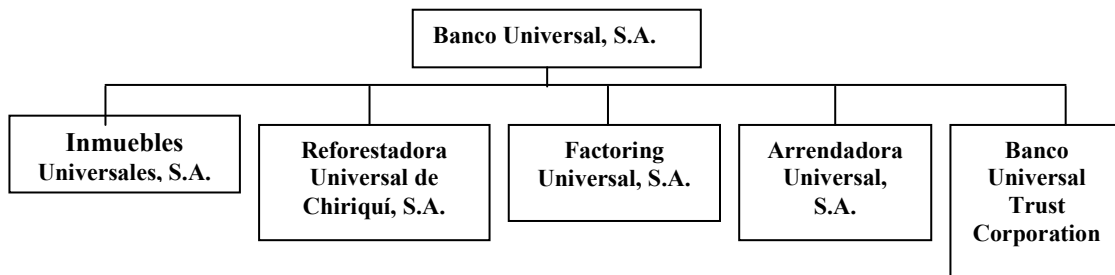 Banco Universal, S.A.
Inmuebles
Universales, S.A.
Reforestadora
Universal de
Chiriquí, S.A.
Factoring
Universal, S.A.
Arrendadora
Universal,
S.A.
Banco
Universal
Trust
Corporation